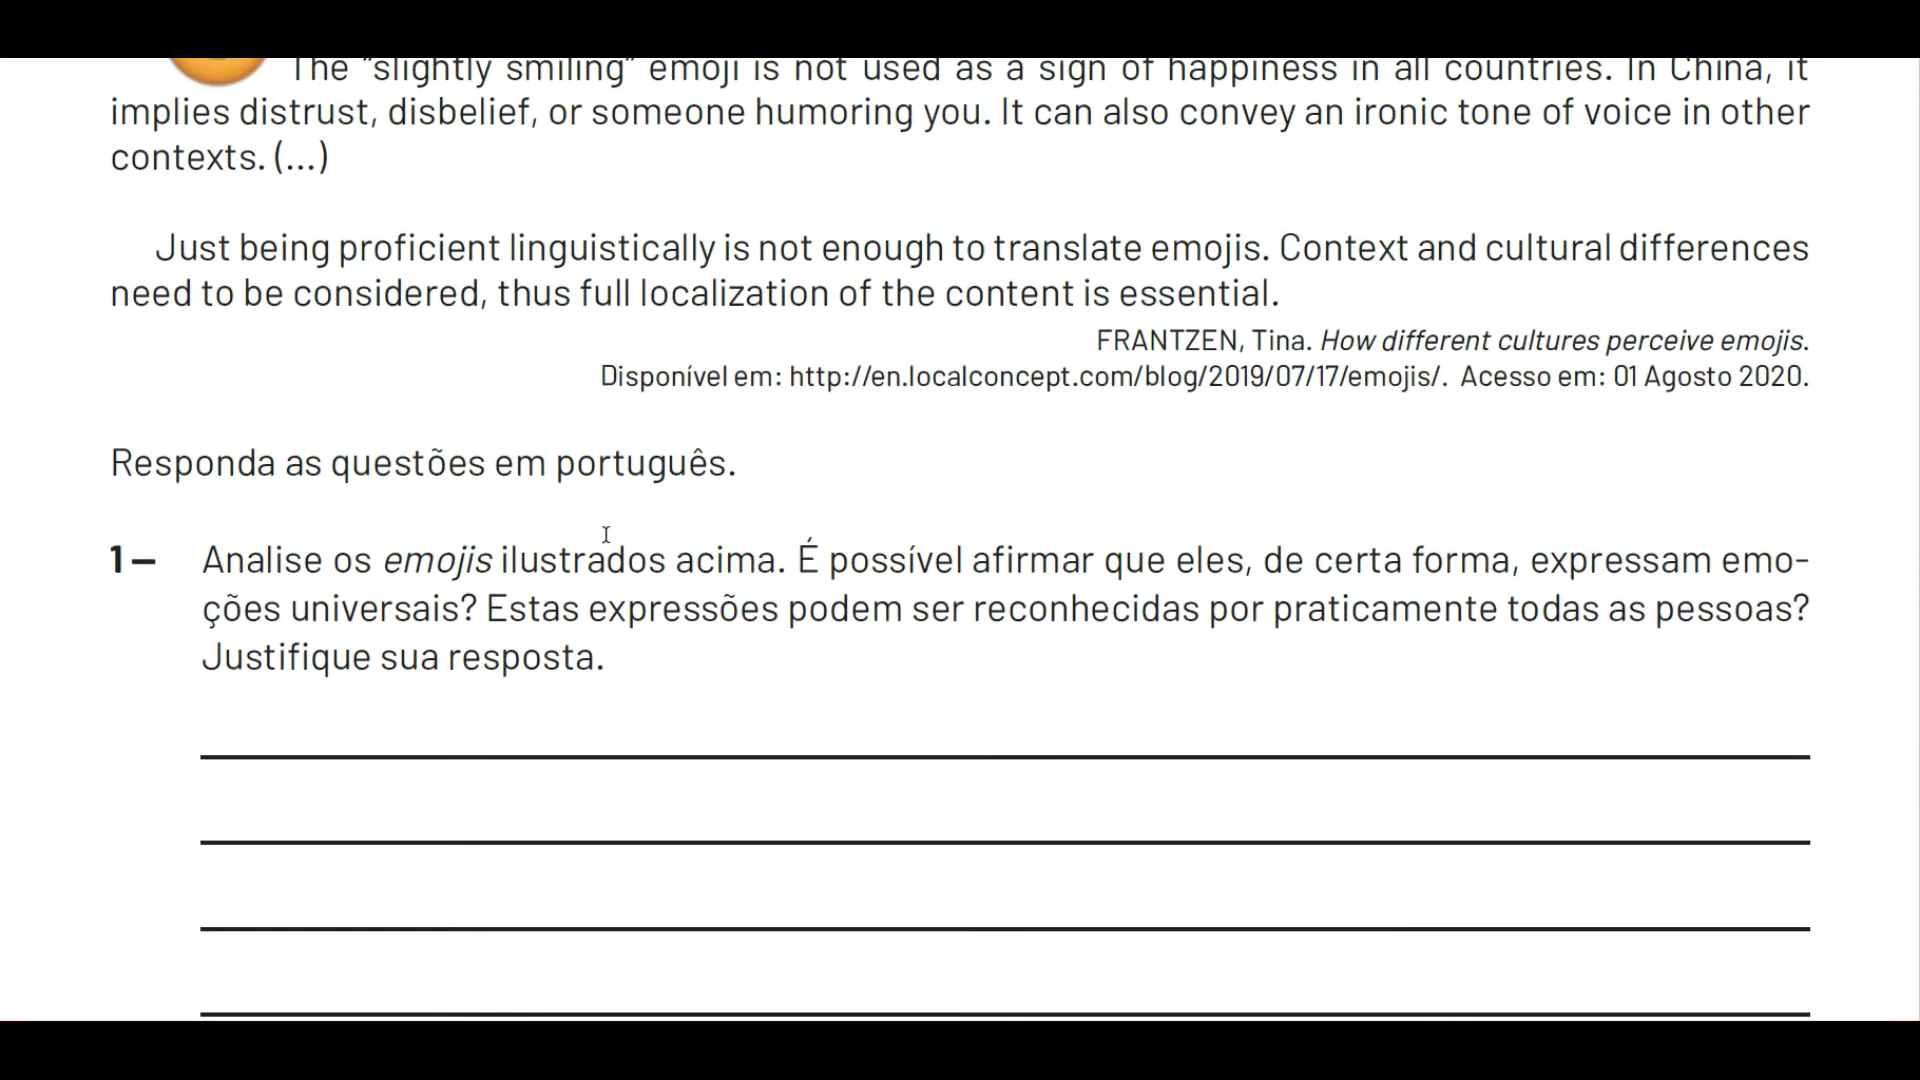 The "slightly smiling" emoji is not used as a sign of happiness in all countries. In China, it
implies distrust, disbelief, or someone humoring you. It can also convey an ironic tone of voice in other
contexts. (...)
Just being proficient linguistically is not enough to translate emojis. Context and cultural differences
need to be considered, thus full localization of the content is essential.
FRANTZEN, Tina. How different cultures perceive emojis.
Disponível em: http://en.localconcept.com/blog/2019/07/17/emojis/. Acesso em: 01 Agosto 2020.
Responda as questões em português.
1 – Analise os emojis ilustrados acima. É possível afirmar que eles, de certa forma, expressam emo-
ções universais? Estas expressões podem ser reconhecidas por praticamente todas as pessoas?
Justifique sua resposta.